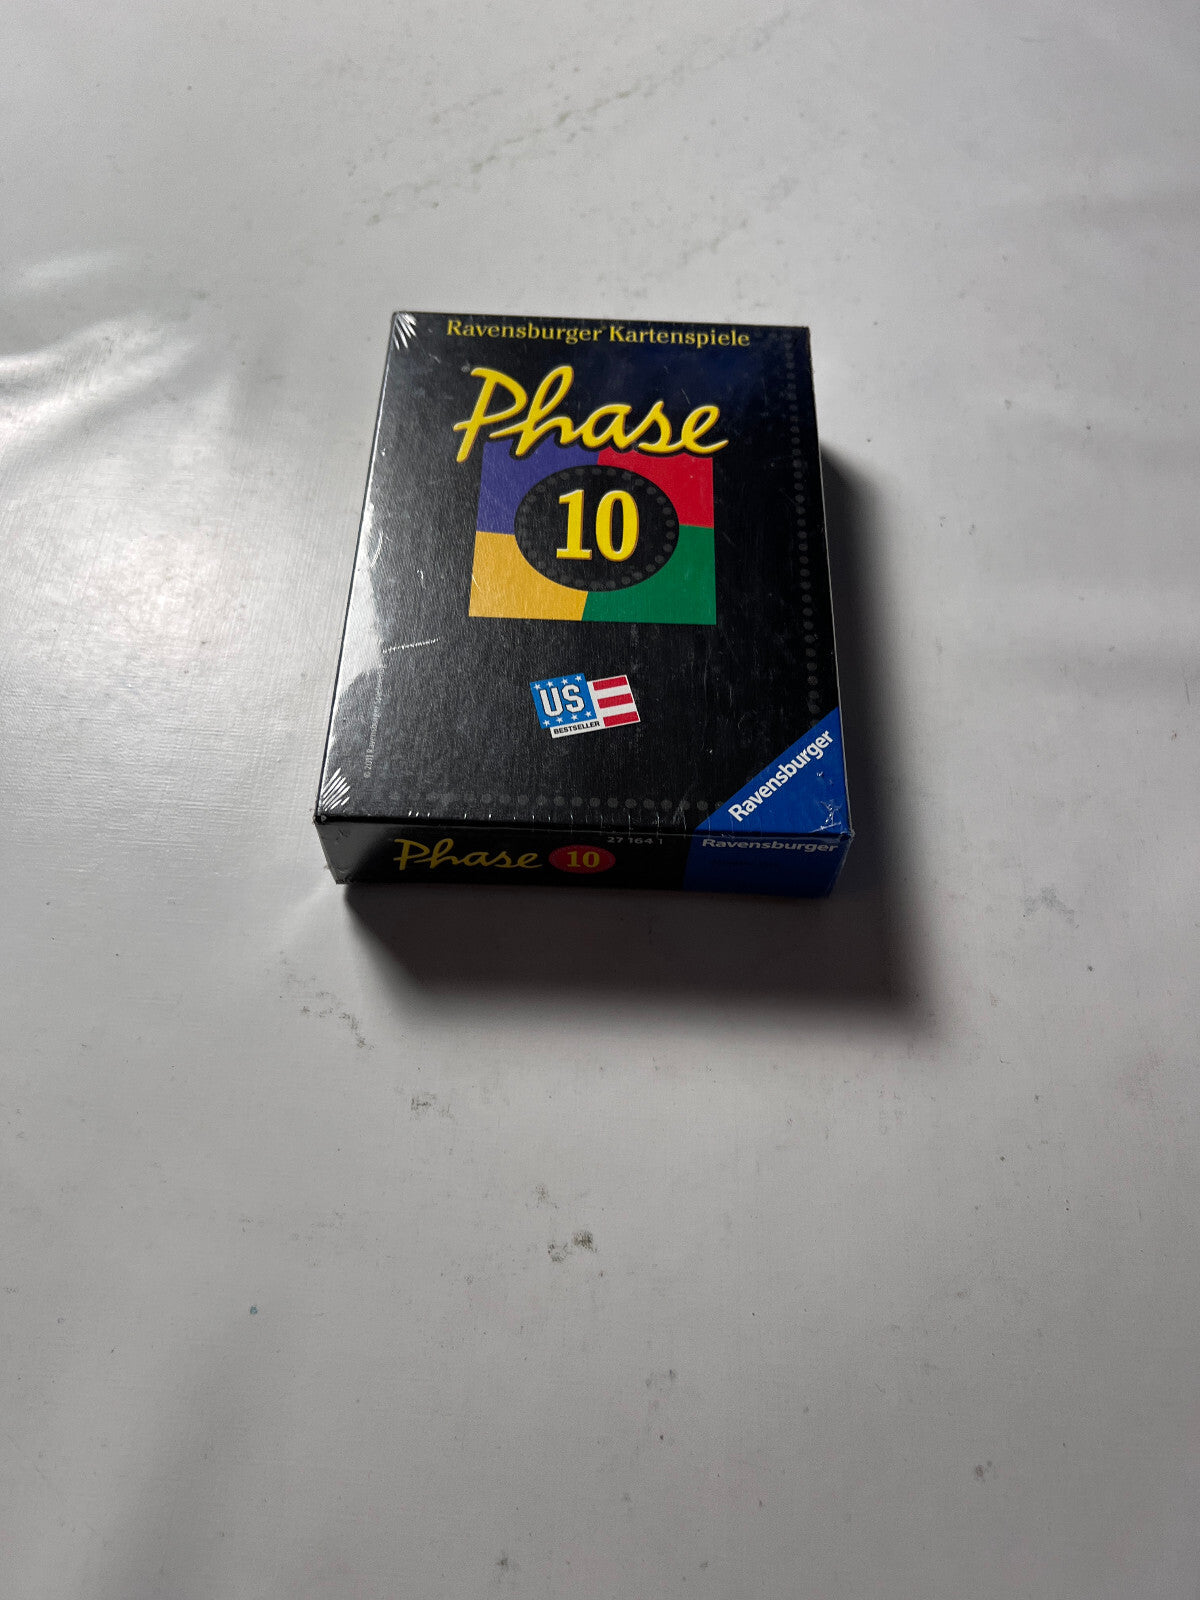 Ravensburger Kartenspiele
Phase
10
US
BESTSELLER
Ravensburger
Phase 10
27 164 1
Ravensburger